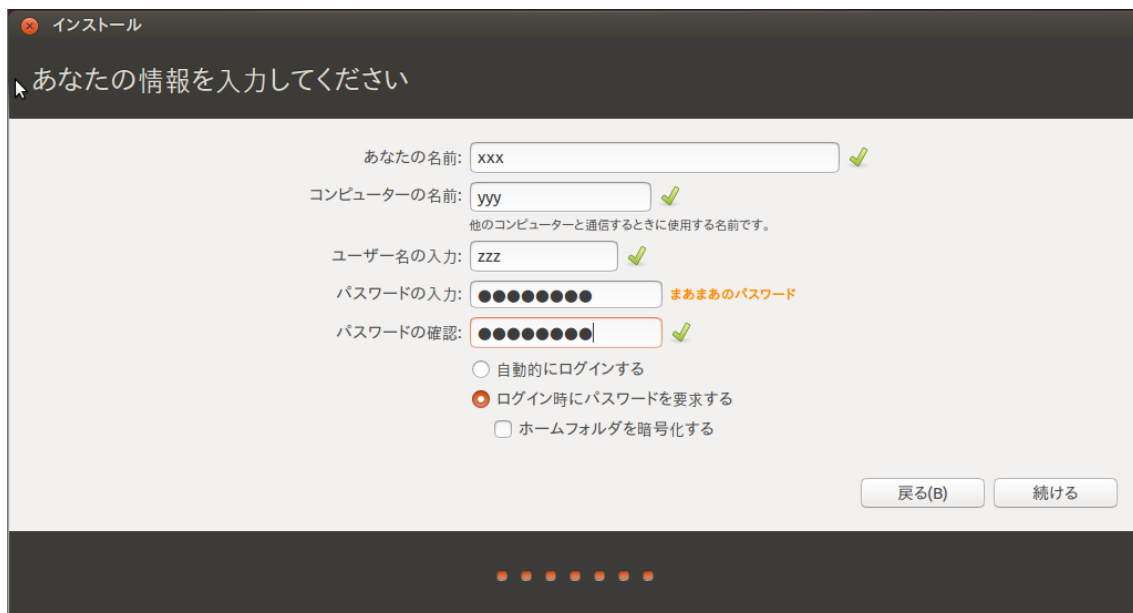 インストール
あなたの情報を入力してください
あなたの名前: xxx
コンピューターの名前: yyy
他のコンピューターと通信するときに使用する名前です。
ユーザー名の入力: zzz
パスワードの入力: ●●●●●●●● まあまあのパスワード
パスワードの確認: ●●●●●●●●
自動的にログインする
ログイン時にパスワードを要求する
ホームフォルダを暗号化する
戻る(B) 続ける